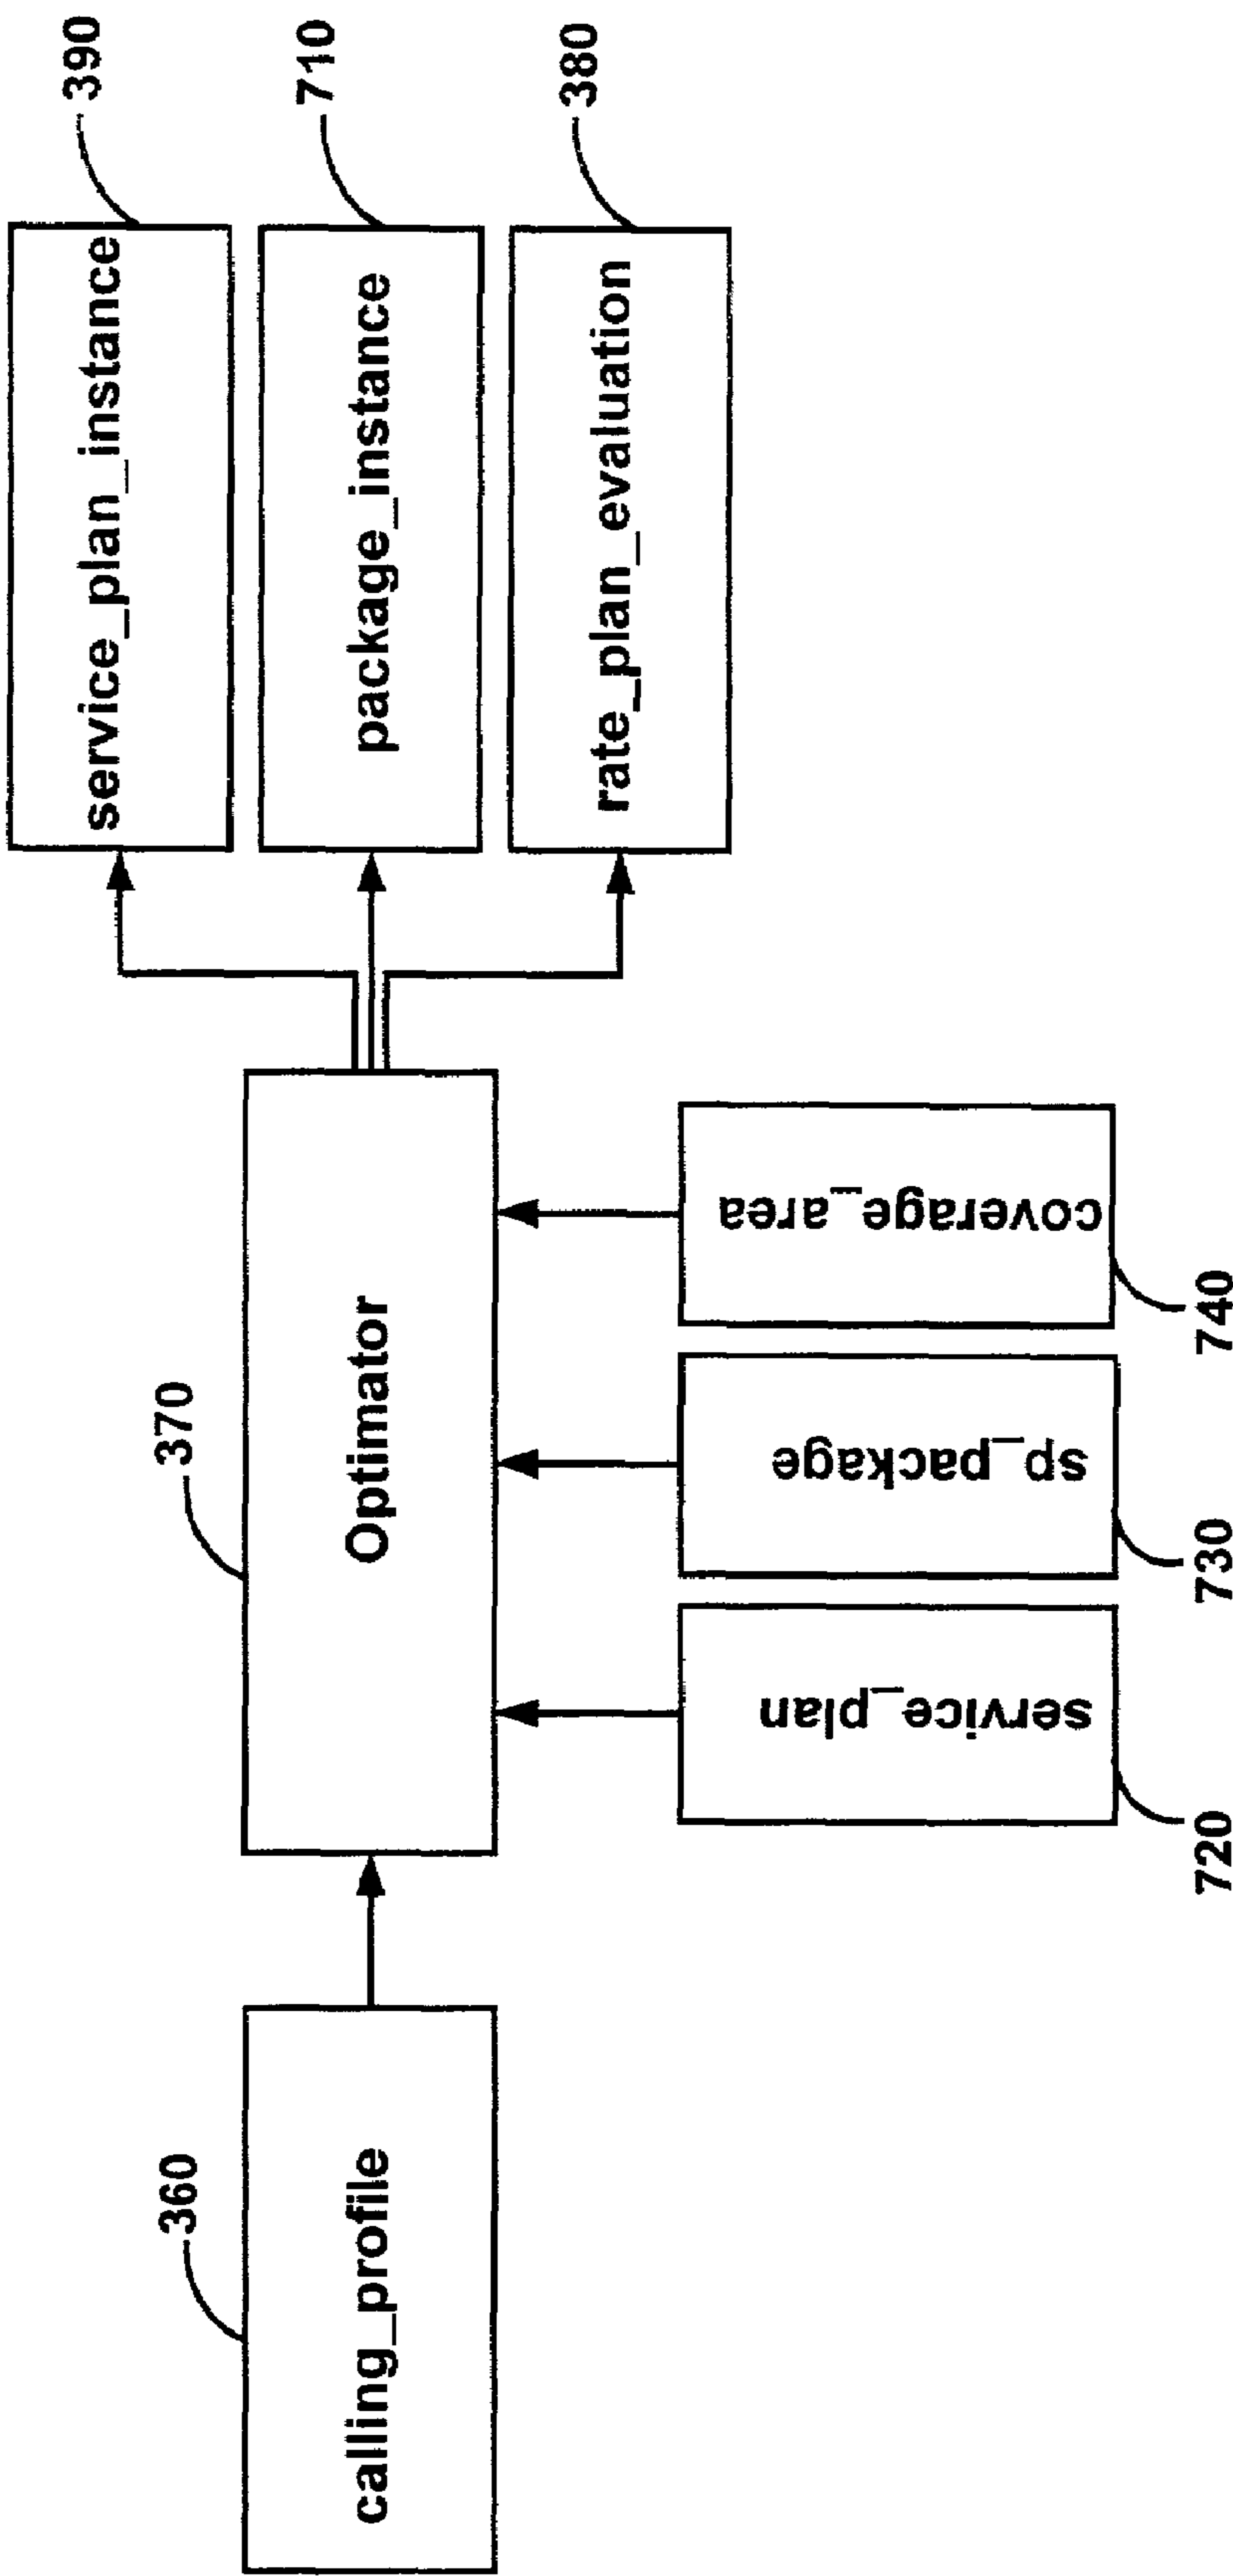 390
service_plan_instance
710
package_instance
380
rate_plan_evaluation
370
Optimator
360
calling_profile
service_plan
720
sp_package
730
coverage_area
740